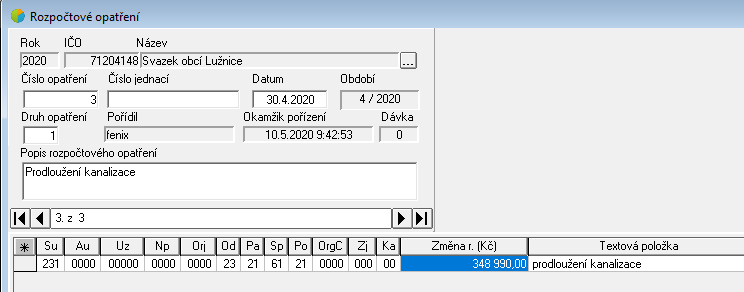 Rozpočtové opatření
Rok IČO Název
2020 71204148 Svazek obcí Lužnice ...
Číslo opatření Číslo jednací Datum Období
3 30.4.2020 4 / 2020
Druh opatření Pořídil Okamžik pořízení Dávka
1 fenix 10.5.2020 9:42:53 0
Popis rozpočtového opatření
Prodloužení kanalizace
3. z 3
Su Au Uz Np Orj Od Pa Sp Po OrgC Zj Ka Změna r. (Kč) Textová položka
231 0000 00000 0000 0000 23 21 61 21 0000 000 00 348 990,00 prodloužení kanalizace